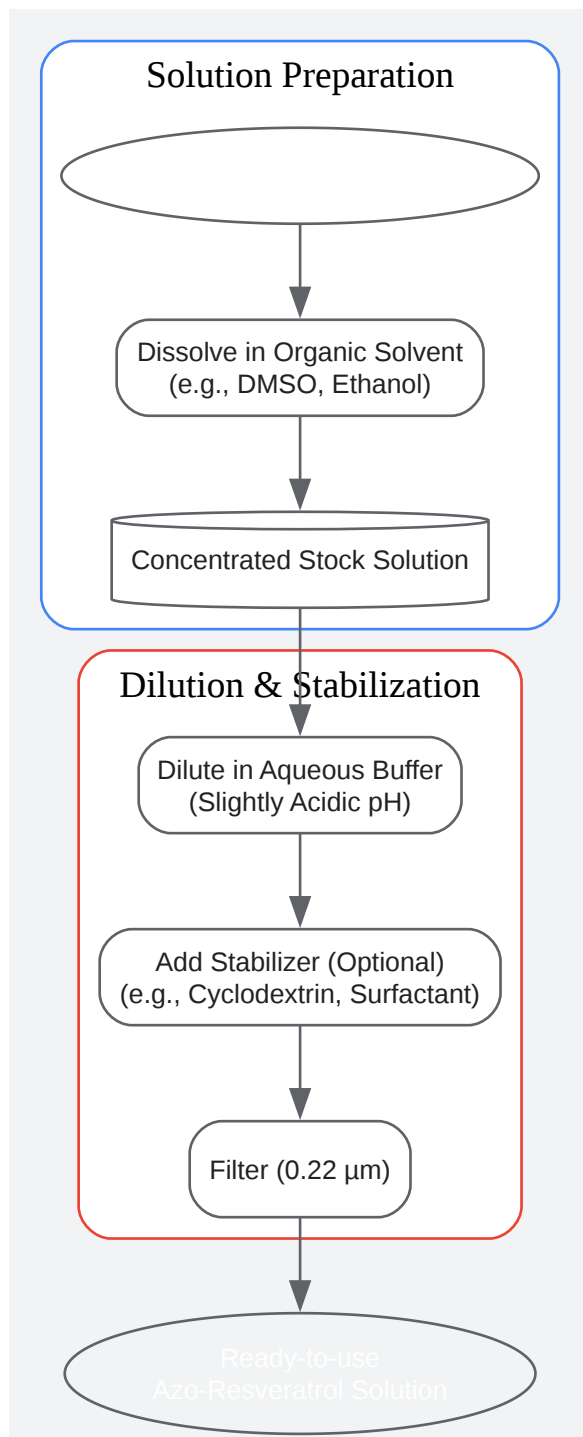 Solution Preparation
Dissolve in Organic Solvent
(e.g., DMSO, Ethanol)
Concentrated Stock Solution
Dilution & Stabilization
Dilute in Aqueous Buffer
(Slightly Acidic pH)
Add Stabilizer (Optional)
(e.g., Cyclodextrin, Surfactant)
Filter (0.22 µm)
Ready-to-use
Azo-Resveratrol Solution